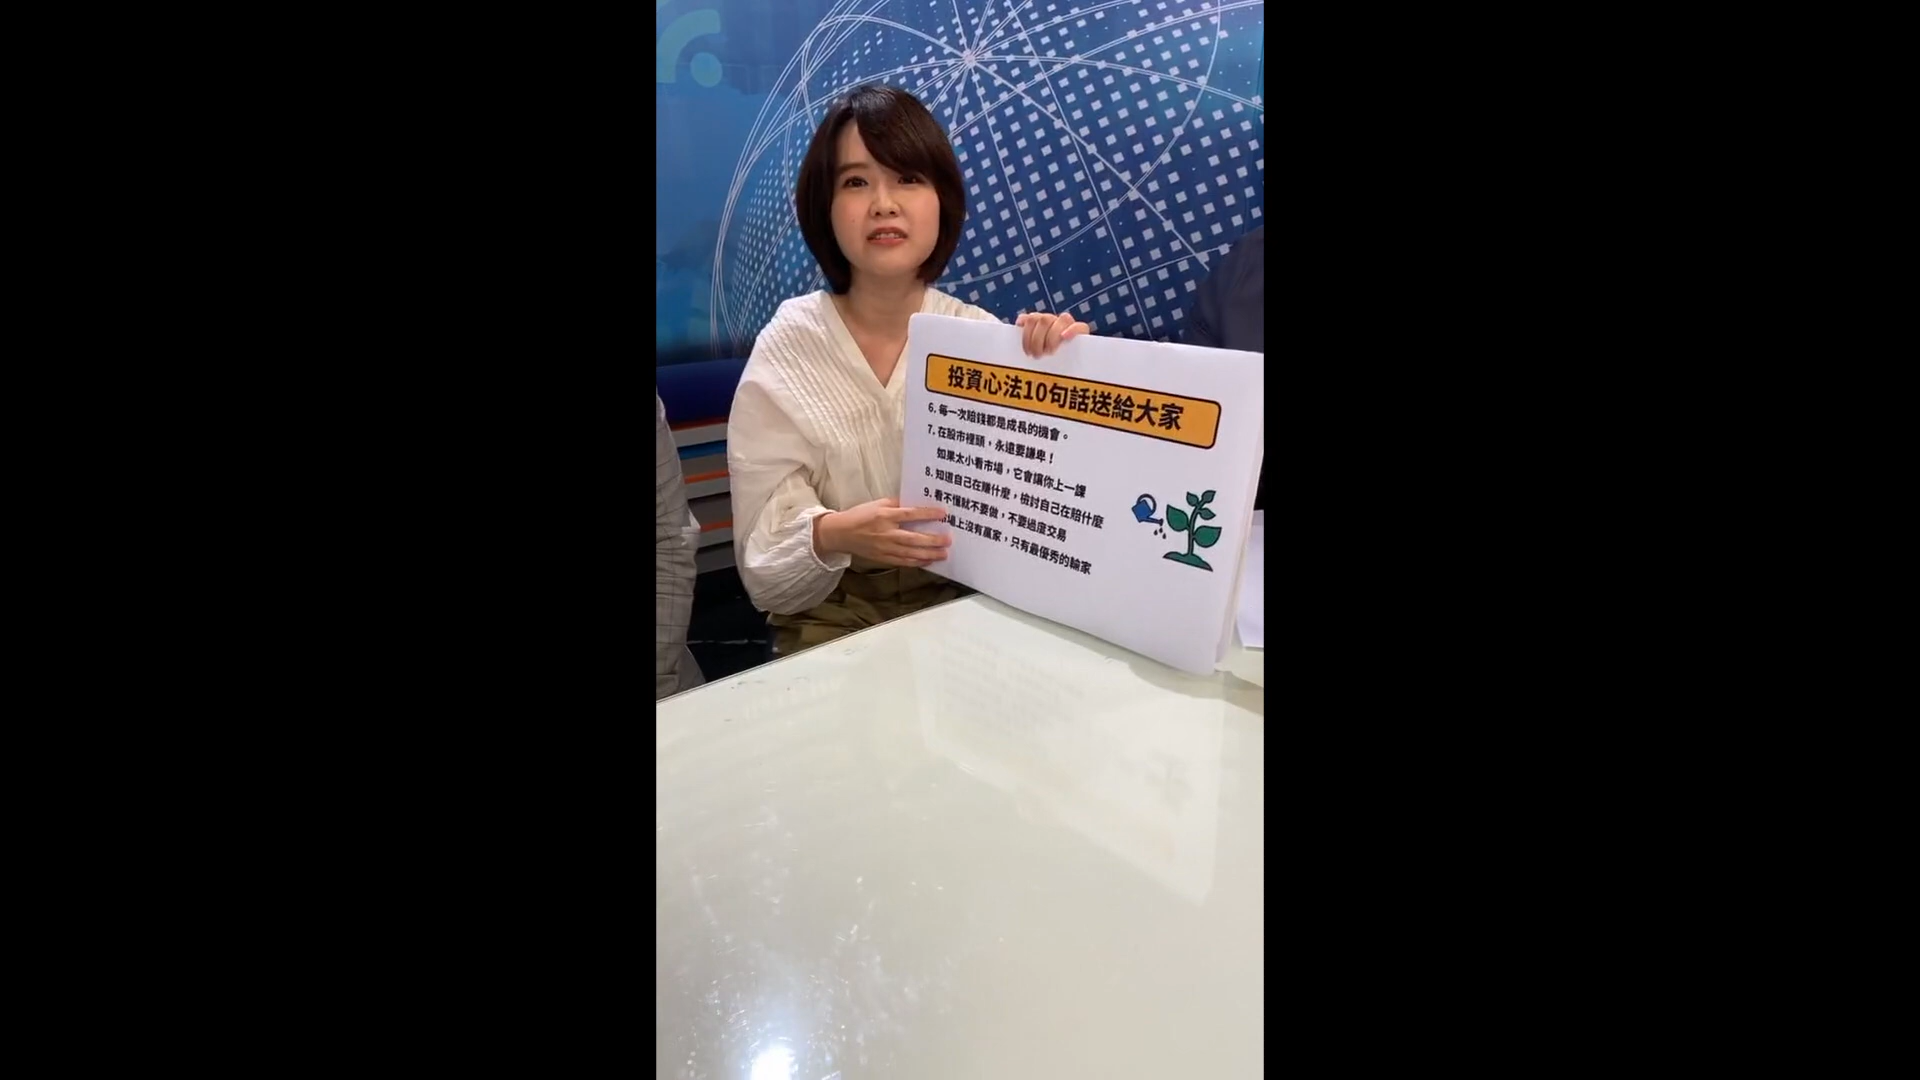 投資心法10句話送給大家
6. 每一次賠錢都是成長的機會。
7. 在股市裡頭，永遠要謙卑！
如果太小看市場，它會讓你上一課
8. 知道自己在賺什麼，檢討自己在賠什麼
9. 看不懂就不要做，不要過度交易
場上沒有贏家，只有最優秀的輸家